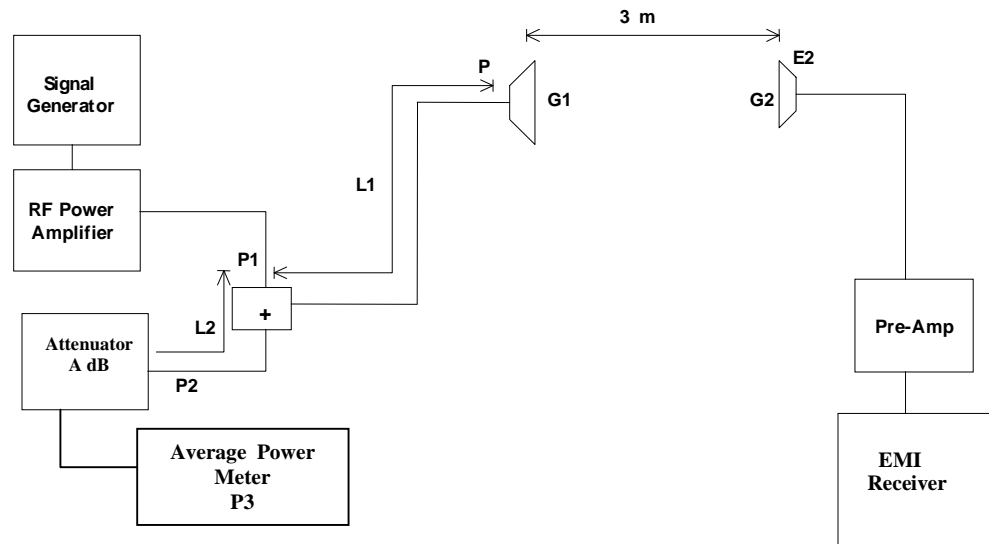 3 m
Signal
Generator
P
G1
E2
G2
RF Power
Amplifier
L1
P1
+
L2
Attenuator
A dB
P2
Pre-Amp
Average Power
Meter
P3
EMI
Receiver